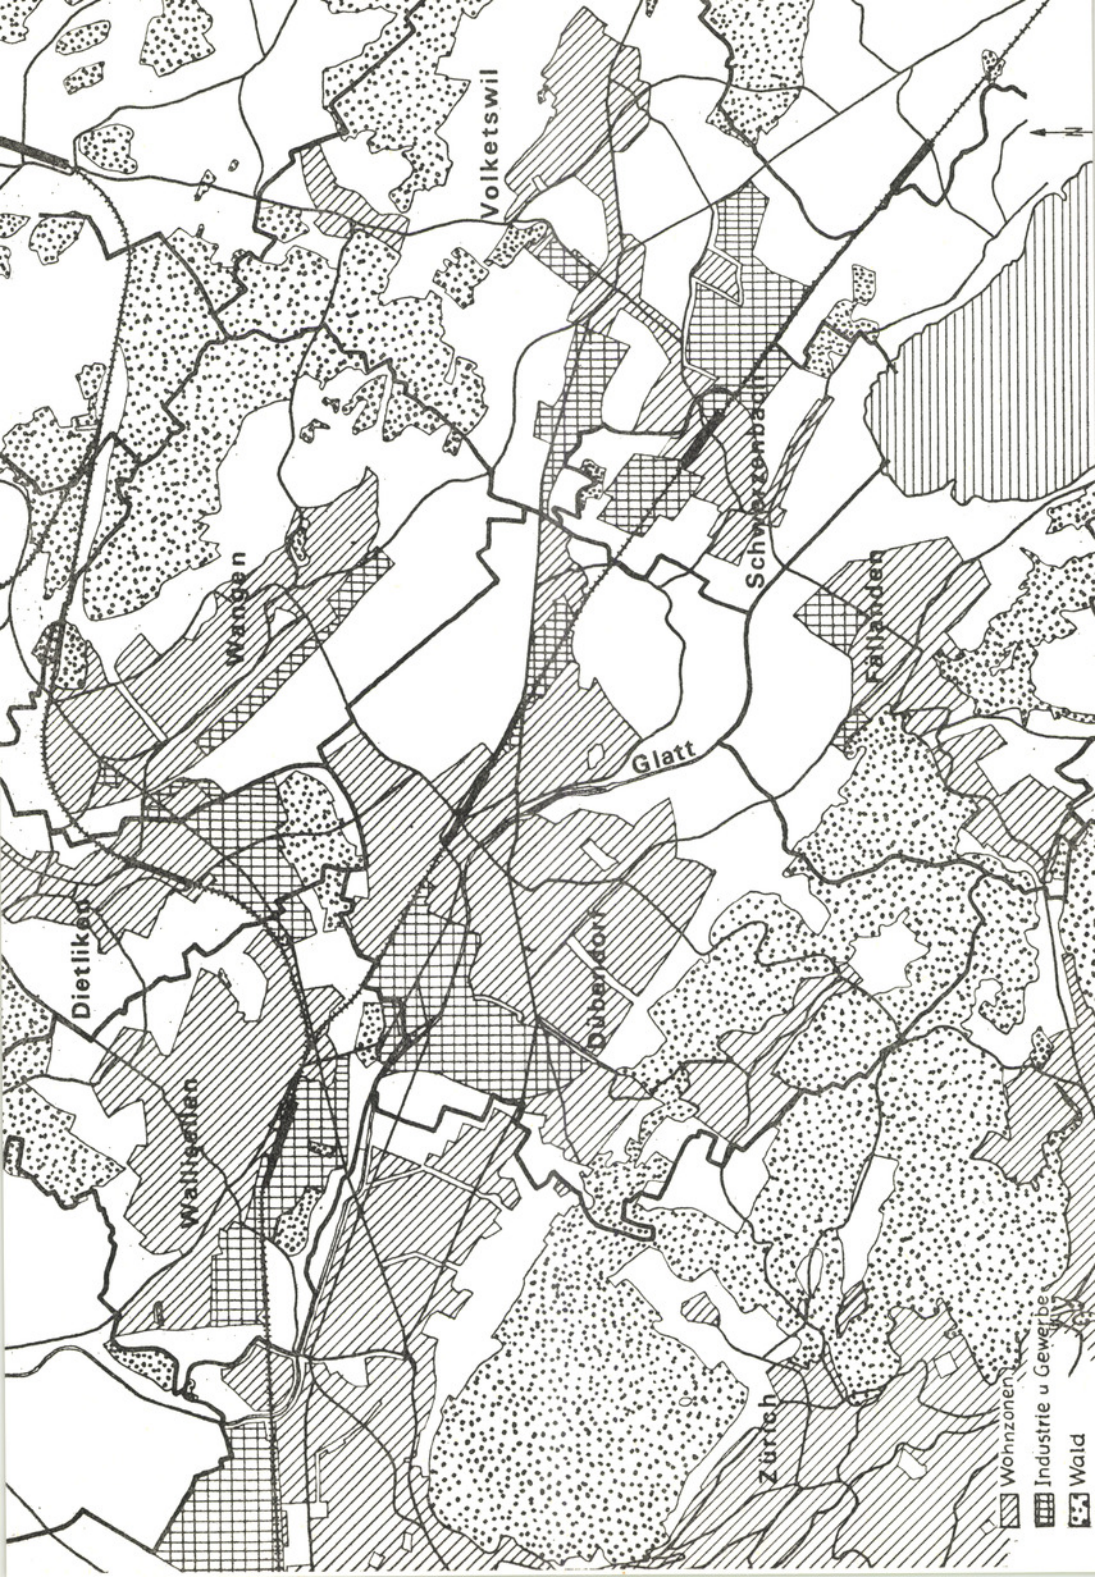 Volketswil
N
Wangen
Schwerzenbach
Dietlikon
Fällanden
Glatt
Wallisellen
Dübendorf
Zürich
Wohnzonen
Industrie u Gewerbe
Wald